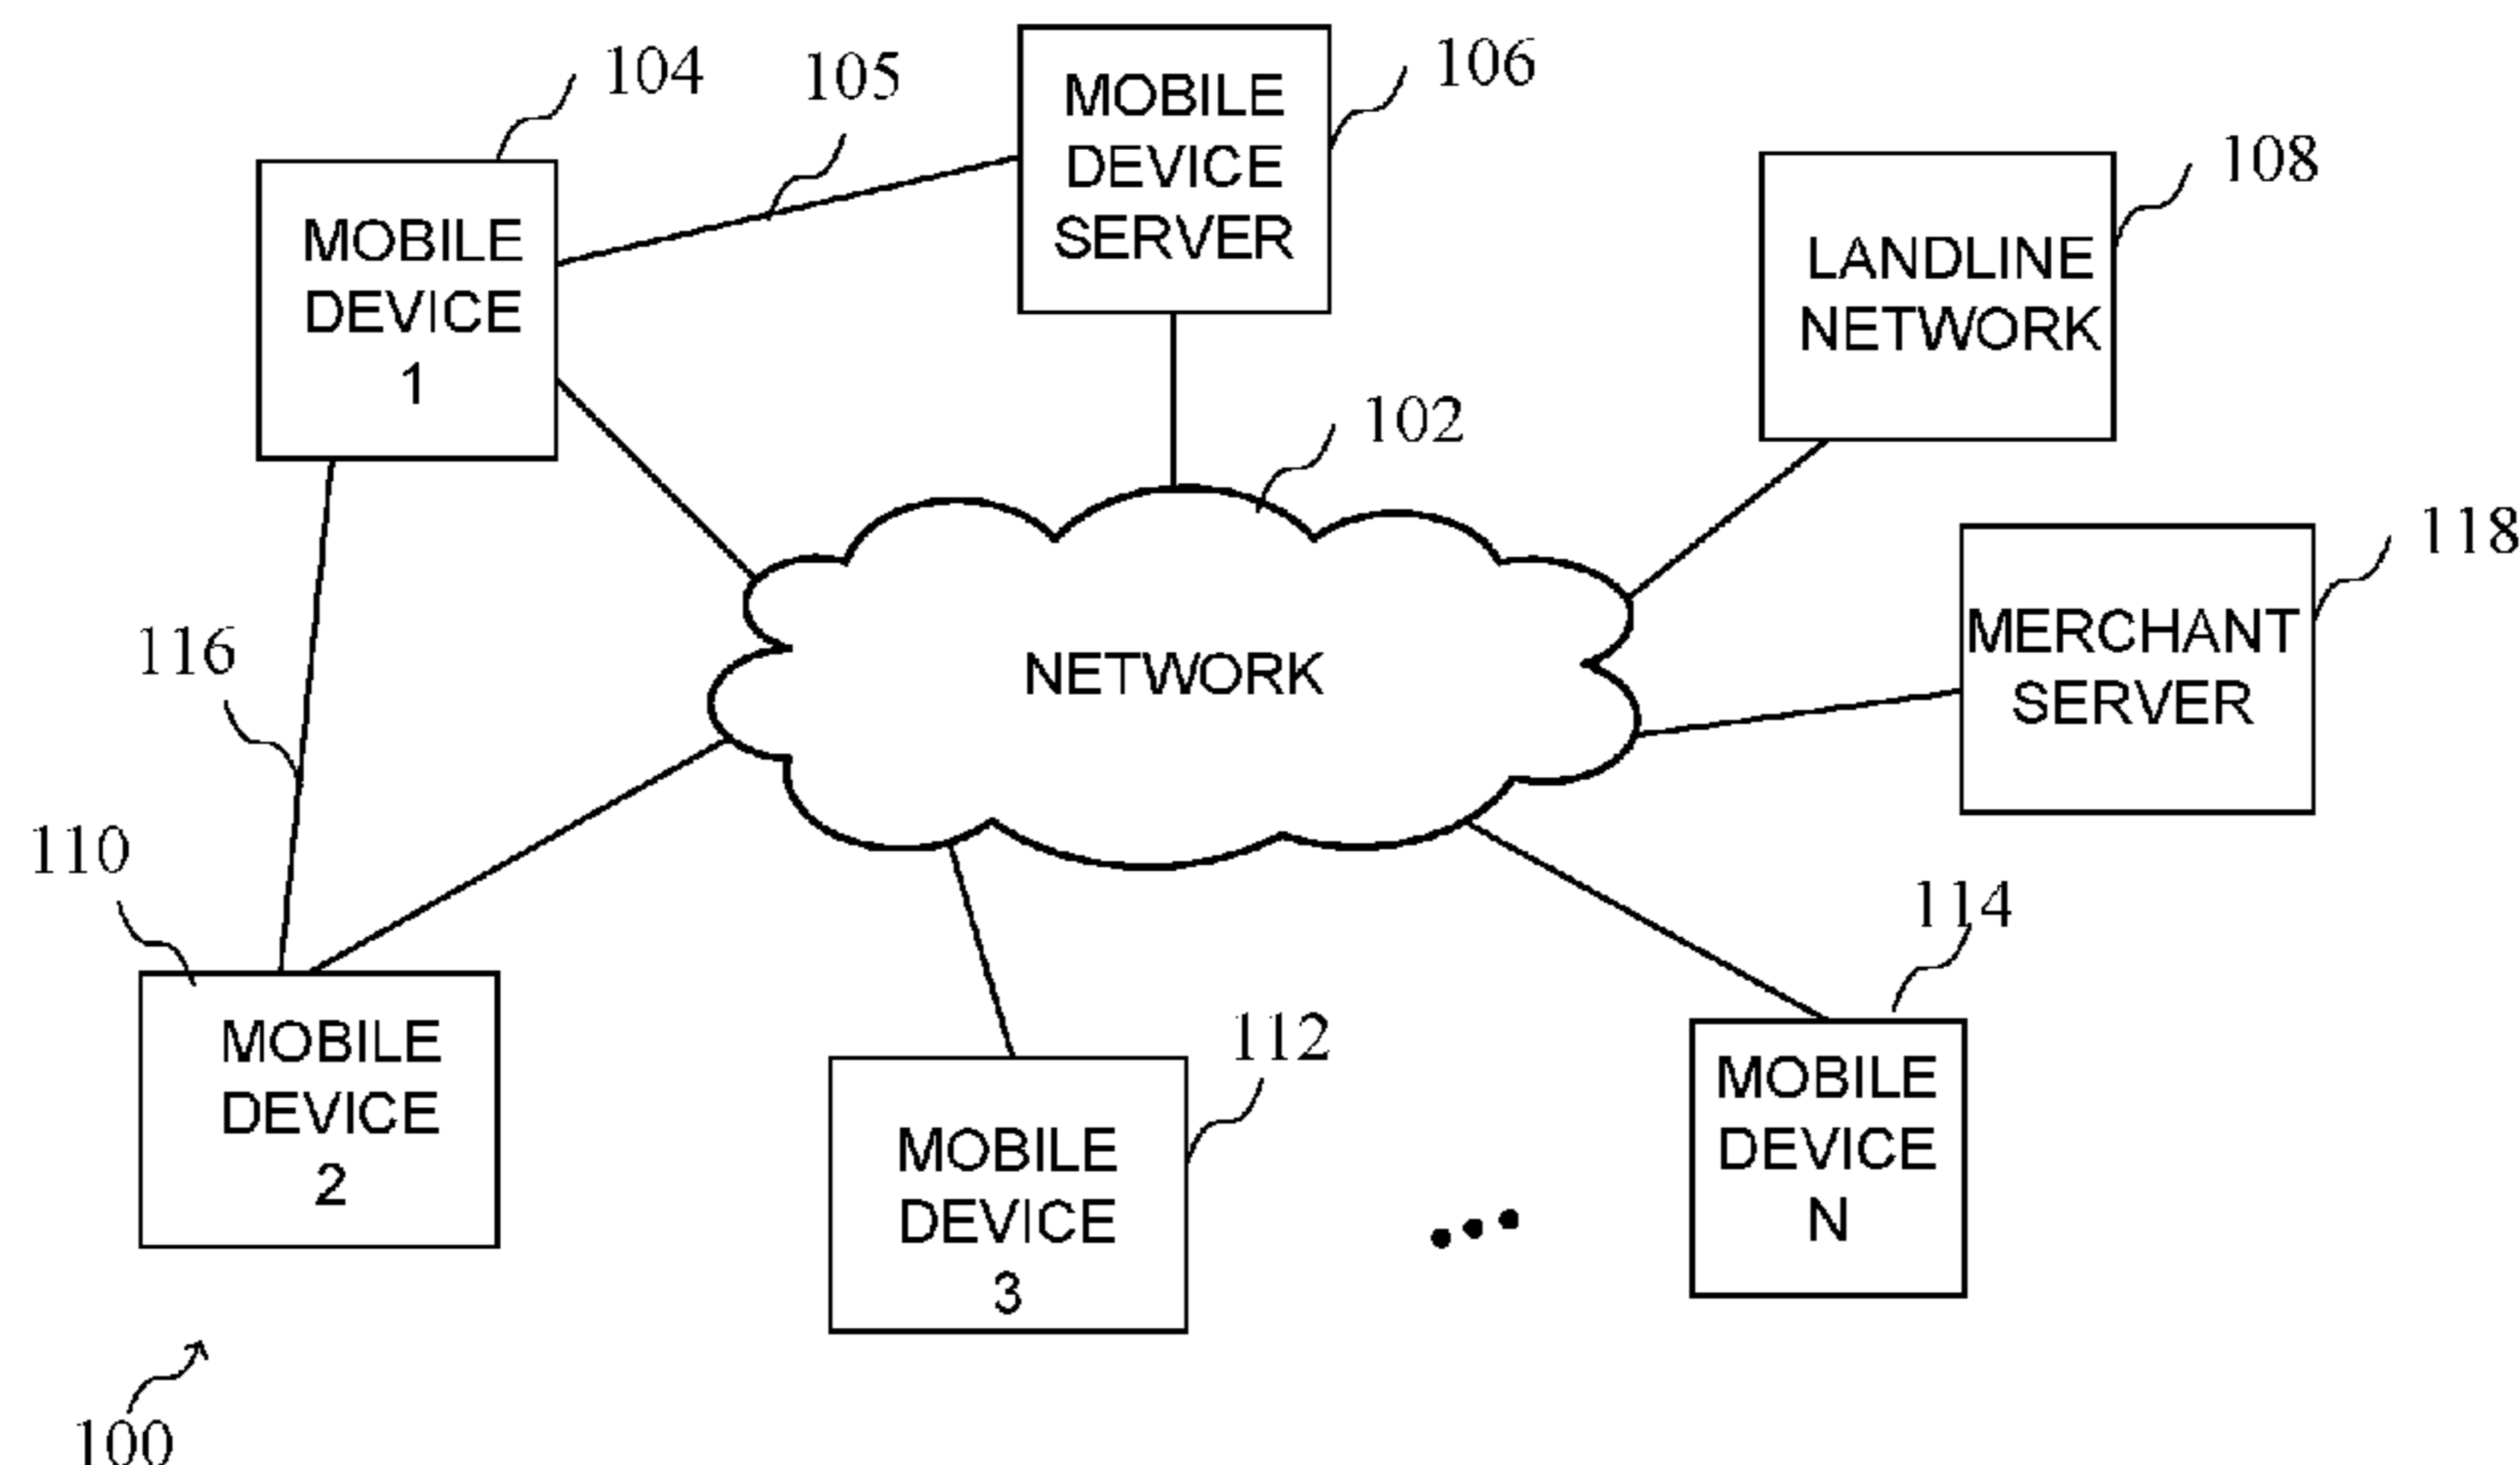 104
105
MOBILE
DEVICE
SERVER
106
108
MOBILE
DEVICE
1
LANDLINE
NETWORK
102
118
116
NETWORK
MERCHANT
SERVER
110
114
MOBILE
DEVICE
2
112
MOBILE
DEVICE
3
MOBILE
DEVICE
N
100